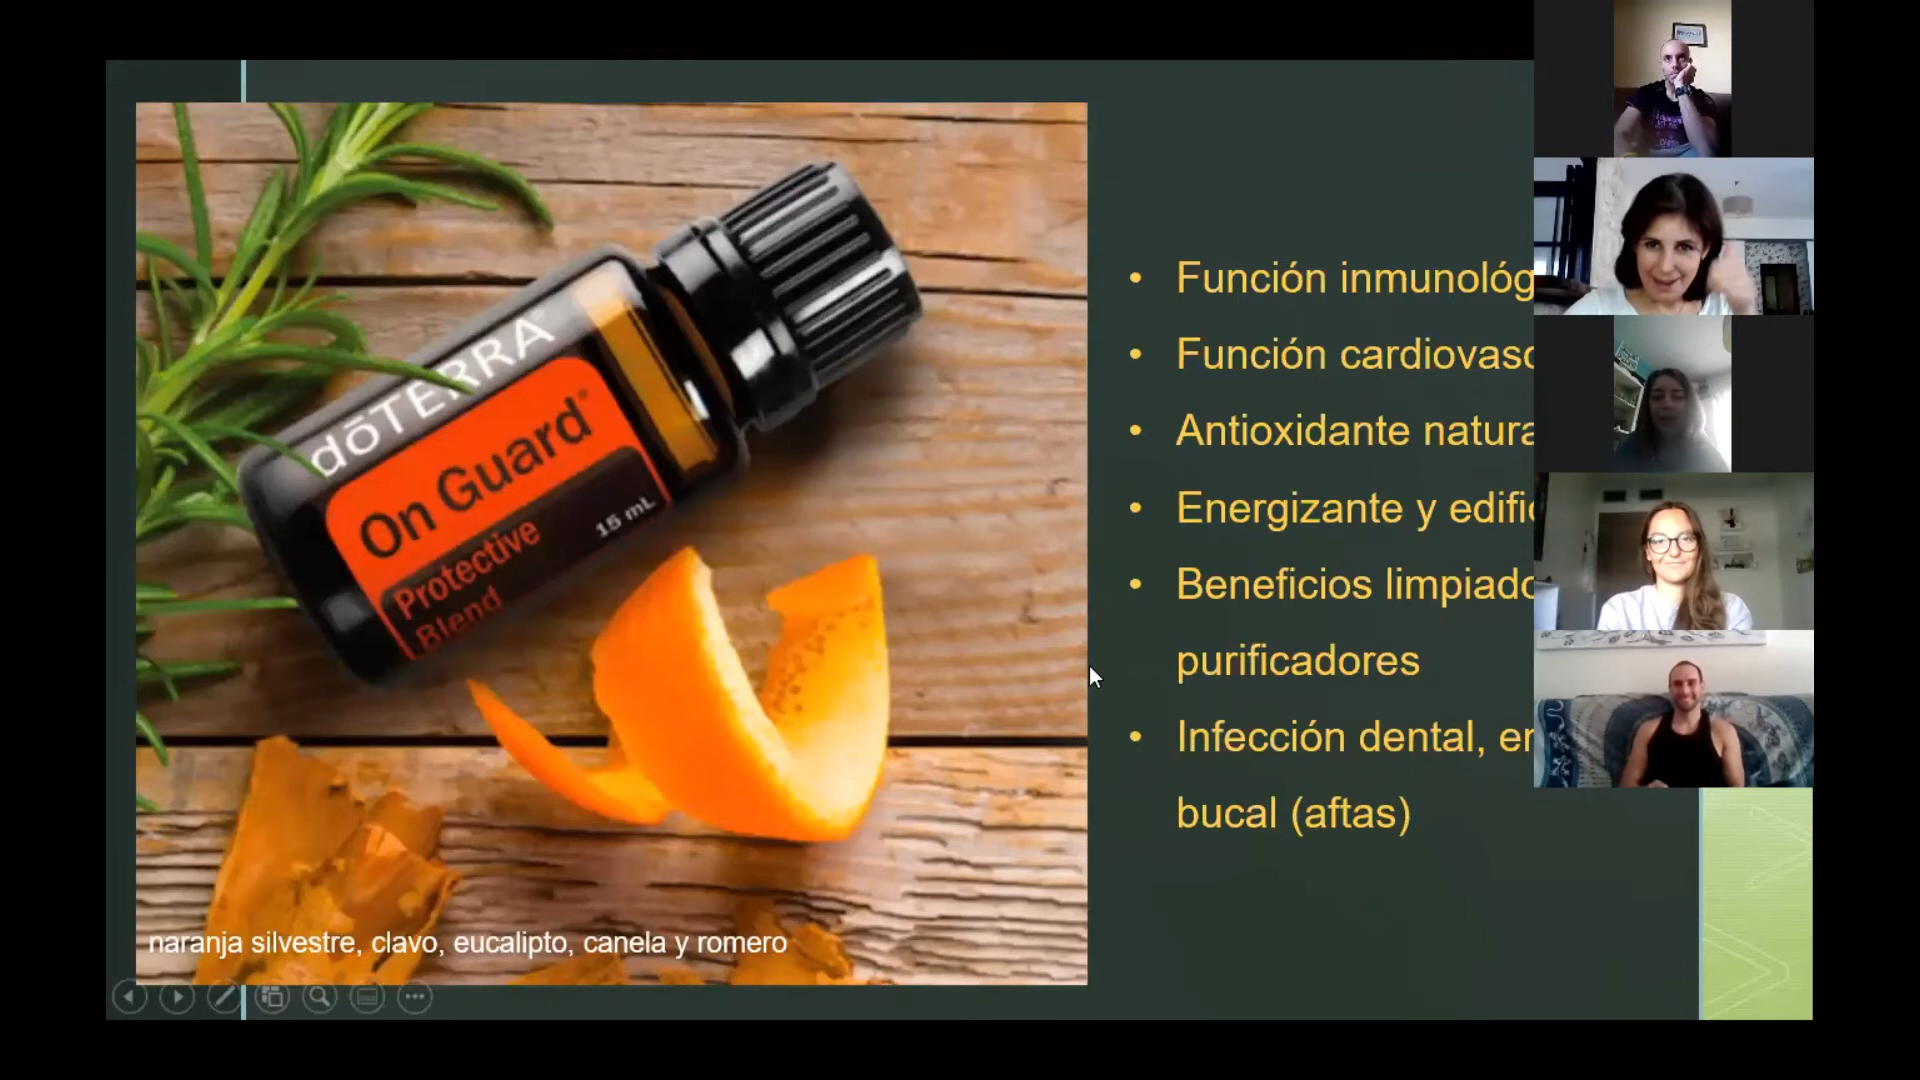 dōTERRA
On Guard®
Protective
Blend
15 mL
naranja silvestre, clavo, eucalipto, canela y romero
• Función inmunológ
• Función cardiovasc
• Antioxidante natura
• Energizante y edific
• Beneficios limpiado
purificadores
• Infección dental, en
bucal (aftas)